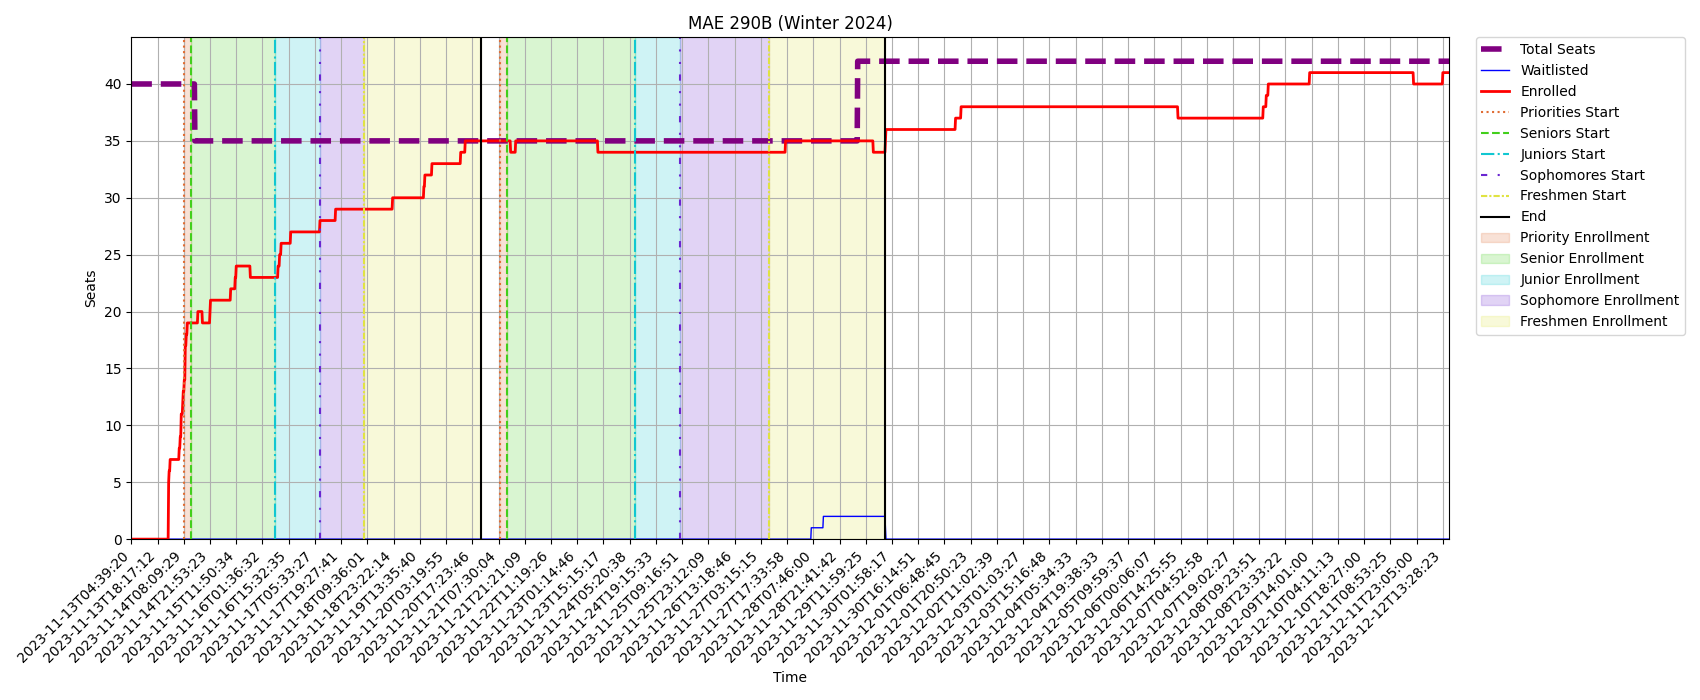 MAE 290B (Winter 2024)
Seats
40
35
30
25
20
15
10
5
0
2023-11-13T04:39:20
2023-11-13T18:17:12
2023-11-14T08:09:29
2023-11-14T21:53:23
2023-11-15T11:50:34
2023-11-16T01:36:32
2023-11-16T15:32:35
2023-11-17T05:33:27
2023-11-17T19:27:41
2023-11-18T09:36:01
2023-11-18T23:22:14
2023-11-19T13:35:40
2023-11-20T03:19:55
2023-11-20T17:23:46
2023-11-21T07:30:04
2023-11-21T21:21:09
2023-11-22T11:19:26
2023-11-23T01:14:46
2023-11-23T15:15:17
2023-11-24T05:20:38
2023-11-24T19:15:33
2023-11-25T09:16:51
2023-11-25T23:12:09
2023-11-26T13:18:46
2023-11-27T03:15:15
2023-11-27T17:33:58
2023-11-28T07:46:00
2023-11-28T21:41:42
2023-11-29T11:59:25
2023-11-30T01:58:17
2023-11-30T16:14:51
2023-12-01T06:48:45
2023-12-01T20:50:23
2023-12-02T11:02:39
2023-12-03T01:03:27
2023-12-03T15:16:48
2023-12-04T05:34:33
2023-12-04T19:38:33
2023-12-05T09:59:37
2023-12-06T00:06:07
2023-12-06T14:25:55
2023-12-07T04:52:58
2023-12-07T19:02:27
2023-12-08T09:23:51
2023-12-08T23:33:22
2023-12-09T14:01:00
2023-12-10T04:11:13
2023-12-10T18:27:00
2023-12-11T08:53:25
2023-12-11T23:05:00
2023-12-12T13:28:23
Time
Total Seats
Waitlisted
Enrolled
Priorities Start
Seniors Start
Juniors Start
Sophomores Start
Freshmen Start
End
Priority Enrollment
Senior Enrollment
Junior Enrollment
Sophomore Enrollment
Freshmen Enrollment